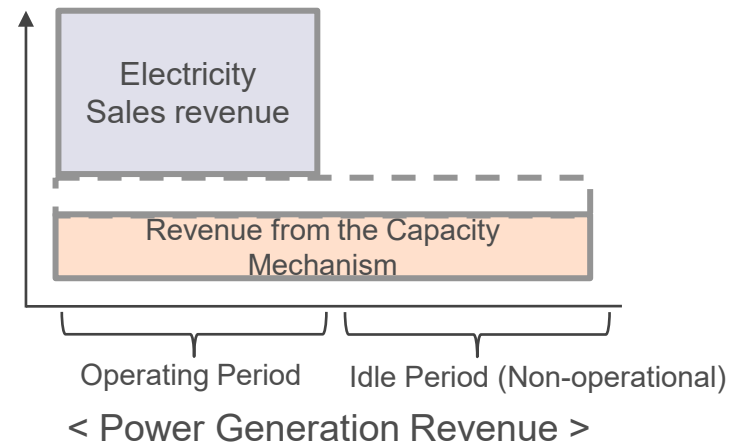 Electricity
Sales revenue
Revenue from the Capacity
Mechanism
Operating Period
Idle Period (Non-operational)
< Power Generation Revenue >